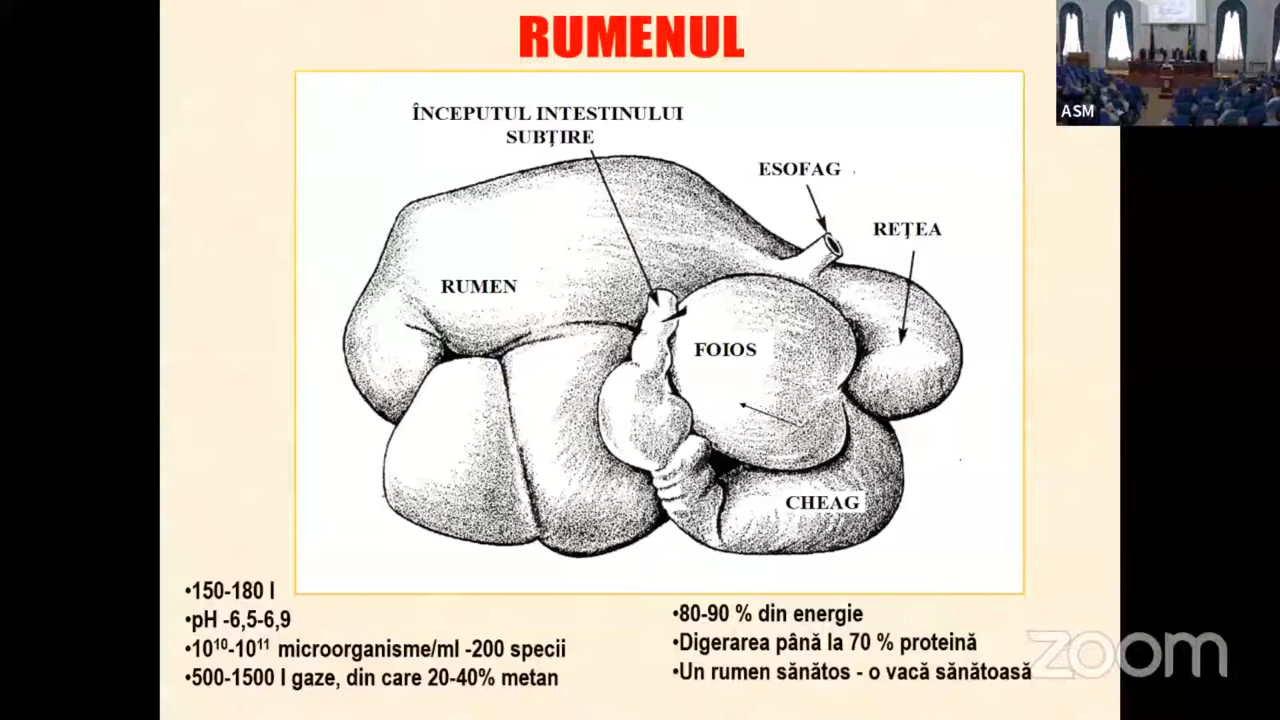 RUMENUL
ASM
ÎNCEPUTUL INTESTINULUI
SUBŢIRE
ESOFAG
REŢEA
RUMEN
FOIOS
CHEAG
•150-180 l
•pH -6,5-6,9
•10¹⁰-10¹¹ microorganisme/ml -200 specii
•500-1500 l gaze, din care 20-40% metan
•80-90 % din energie
•Digerarea până la 70 % proteină
•Un rumen sănătos - o vacă sănătoasă
zoom